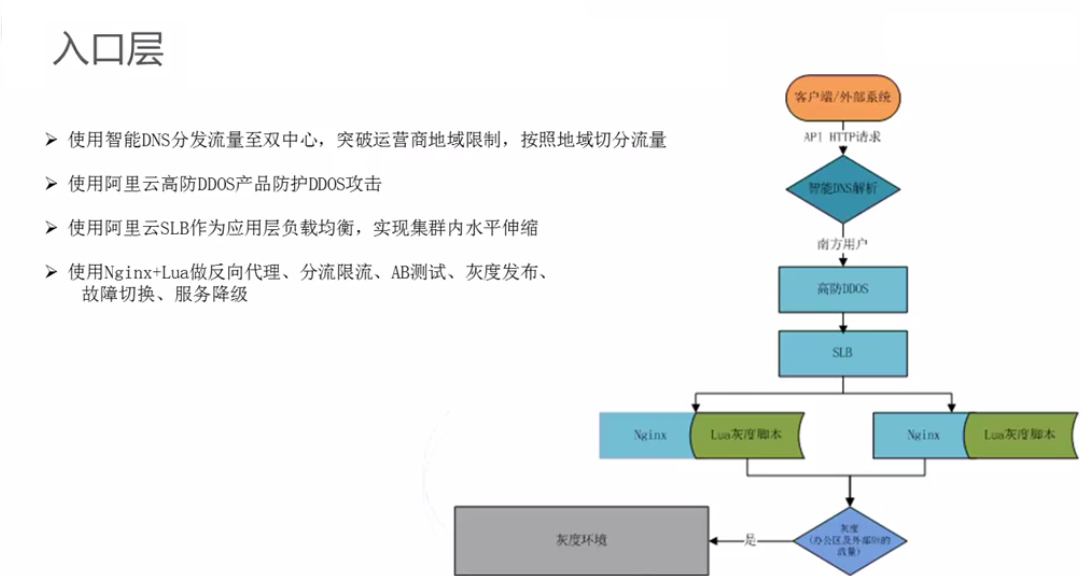 入口层
使用智能DNS分发流量至双中心，突破运营商地域限制，按照地域切分流量
使用阿里云高防DDOS产品防护DDOS攻击
使用阿里云SLB作为应用层负载均衡，实现集群内水平伸缩
使用Nginx+Lua做反向代理、分流限流、AB测试、灰度发布、
故障切换、服务降级
客户端/外部系统
API HTTP请求
智能DNS解析
南方用户
高防DDOS
SLB
Nginx
Lua灰度脚本
Nginx
Lua灰度脚本
灰度
(办公区及外部5%的
流量)
是
灰度环境